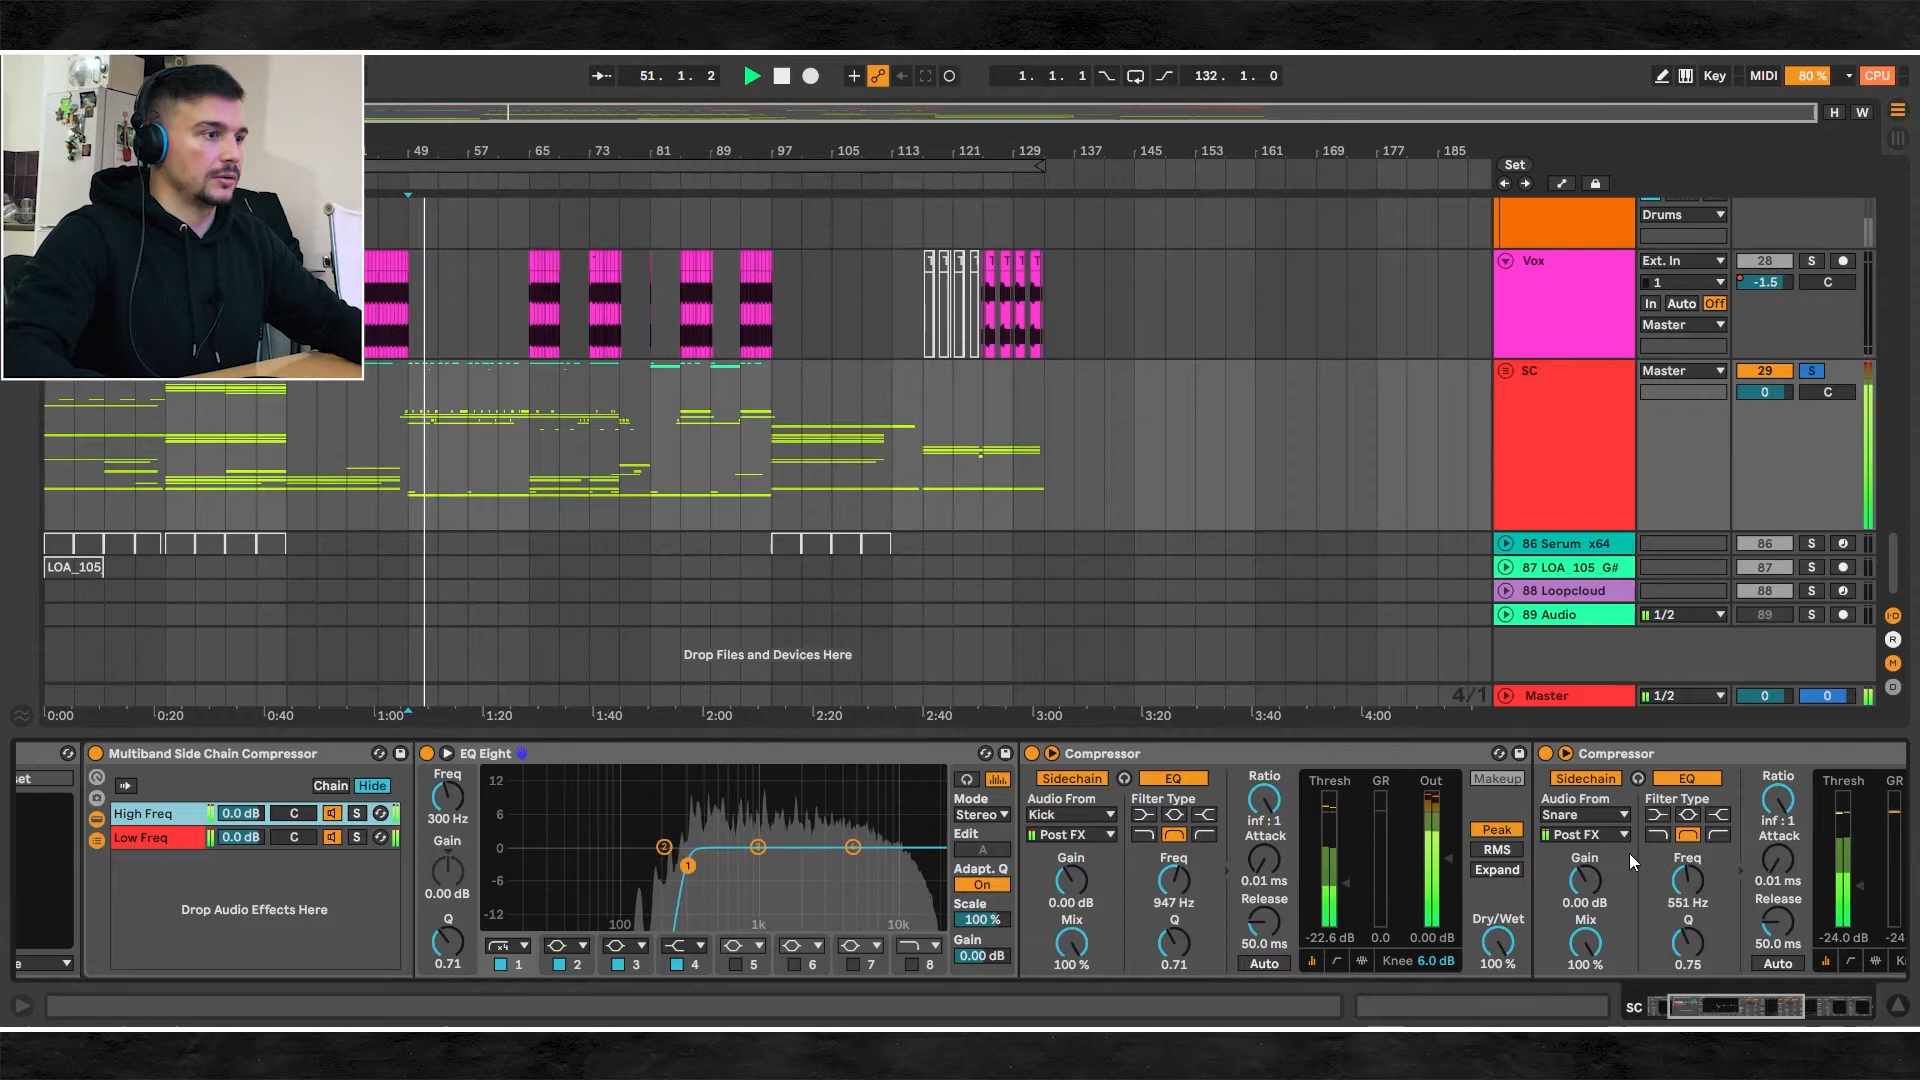 51. 1. 2
1. 1. 1
132. 1. 0
Key
MIDI
80 %
CPU
H
W
49
57
65
73
81
89
97
105
113
121
129
137
145
153
161
169
177
185
Set
Drums
Vox
Ext. In
28
S
1
-1.5
C
In
Auto
Off
Master
SC
Master
29
S
0
C
LOA_105
86 Serum_x64
86
S
87 LOA_105_G#
87
S
88 Loopcloud
88
S
89 Audio
1/2
89
S
Drop Files and Devices Here
4/1
Master
1/2
0
0
R
M
D
0:00
0:20
0:40
1:00
1:20
1:40
2:00
2:20
2:40
3:00
3:20
3:40
4:00
Multiband Side Chain Compressor
Chain
Hide
High Freq
0.0 dB
C
S
Low Freq
0.0 dB
C
S
Drop Audio Effects Here
EQ Eight
Freq
300 Hz
Gain
0.00 dB
Q
0.71
12
6
0
-6
-12
2
1
3
4
100
1k
10k
x4
1
2
3
4
5
6
7
8
Mode
Stereo
Edit
A
Adapt. Q
On
Scale
100 %
Gain
0.00 dB
Compressor
Sidechain
EQ
Audio From
Kick
Post FX
Filter Type
Gain
0.00 dB
Freq
947 Hz
Mix
100 %
Q
0.71
Ratio
inf : 1
Attack
0.01 ms
Release
50.0 ms
Auto
Thresh
GR
Out
-22.6 dB
0.0
0.00 dB
Knee 6.0 dB
Makeup
Peak
RMS
Expand
Dry/Wet
100 %
Compressor
Sidechain
EQ
Audio From
Snare
Post FX
Filter Type
Gain
0.00 dB
Freq
551 Hz
Mix
100 %
Q
0.75
Ratio
inf : 1
Attack
0.01 ms
Release
50.0 ms
Auto
Thresh
GR
-24.0 dB
-24
SC